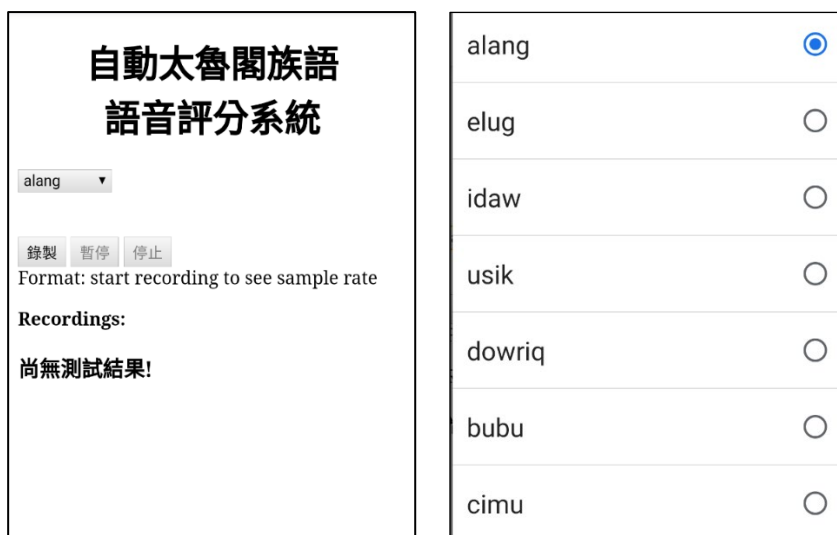 自動太魯閣族語
語音評分系統
alang
錄製 暫停 停止
Format: start recording to see sample rate
Recordings:
尚無測試結果!
alang
elug
idaw
usik
dowriq
bubu
cimu